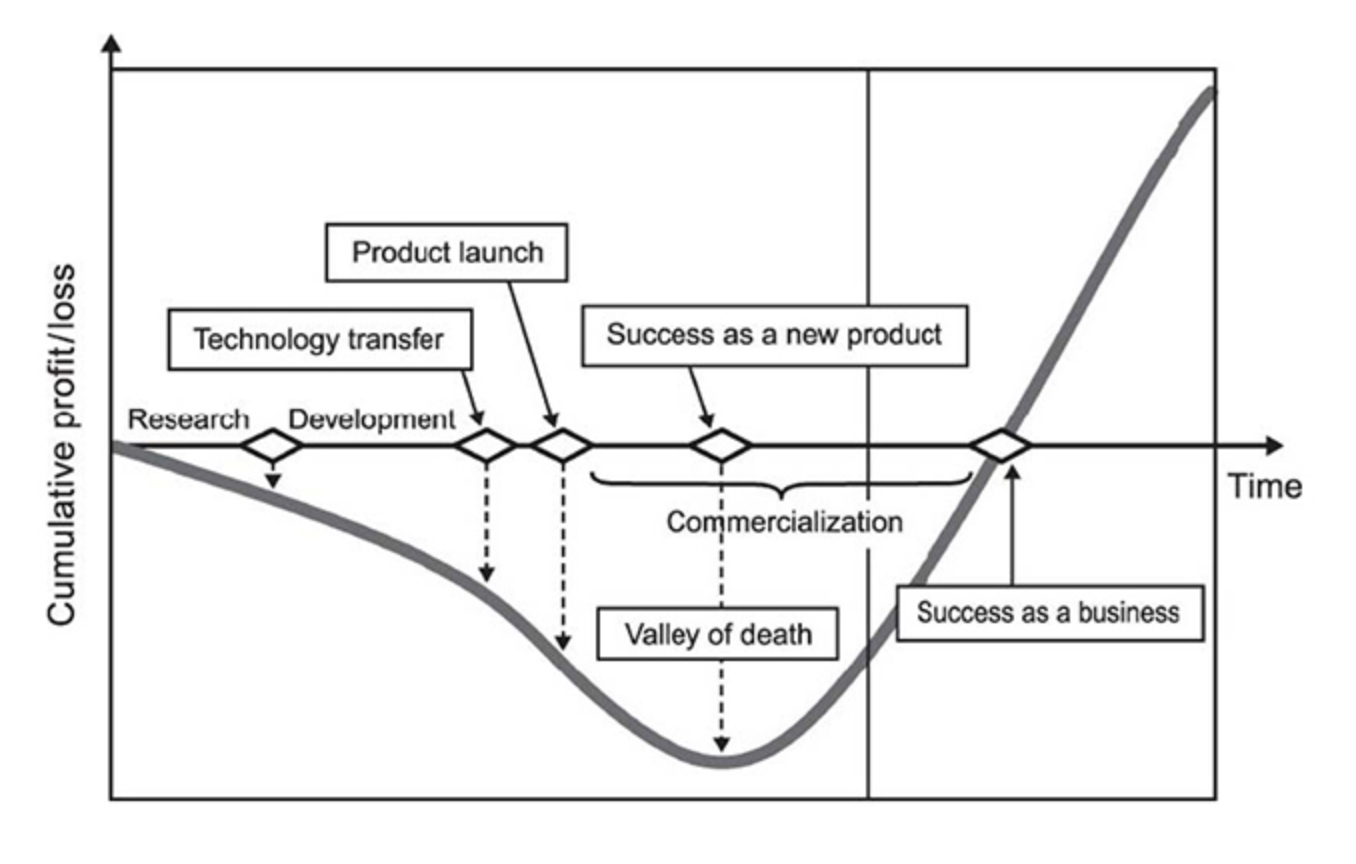 Product launch
Technology transfer
Success as a new product
Research
Development
Cumulative profit/loss
Time
Commercialization
Success as a business
Valley of death